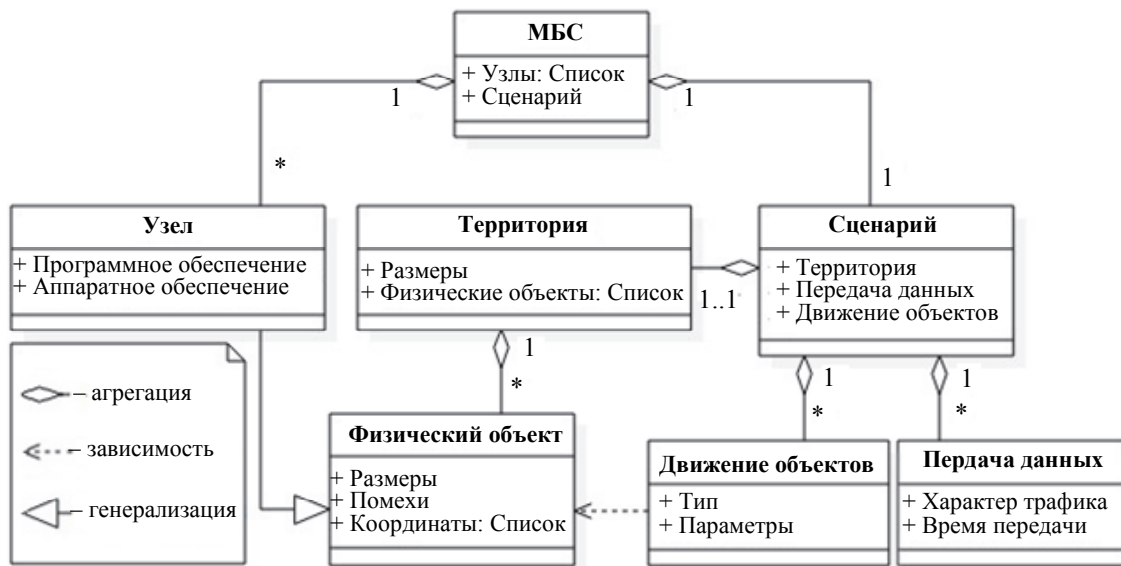 МБС
+ Узлы: Список
+ Сценарий
1
1
*
1
Узел
+ Программное обеспечение
+ Аппаратное обеспечение
Территория
+ Размеры
+ Физические объекты: Список
1..1
Сценарий
+ Территория
+ Передача данных
+ Движение объектов
1
*
1
*
1
*
– агрегация
– зависимость
– генерализация
Физический объект
+ Размеры
+ Помехи
+ Координаты: Список
Движение объектов
+ Тип
+ Параметры
Пердача данных
+ Характер трафика
+ Время передачи